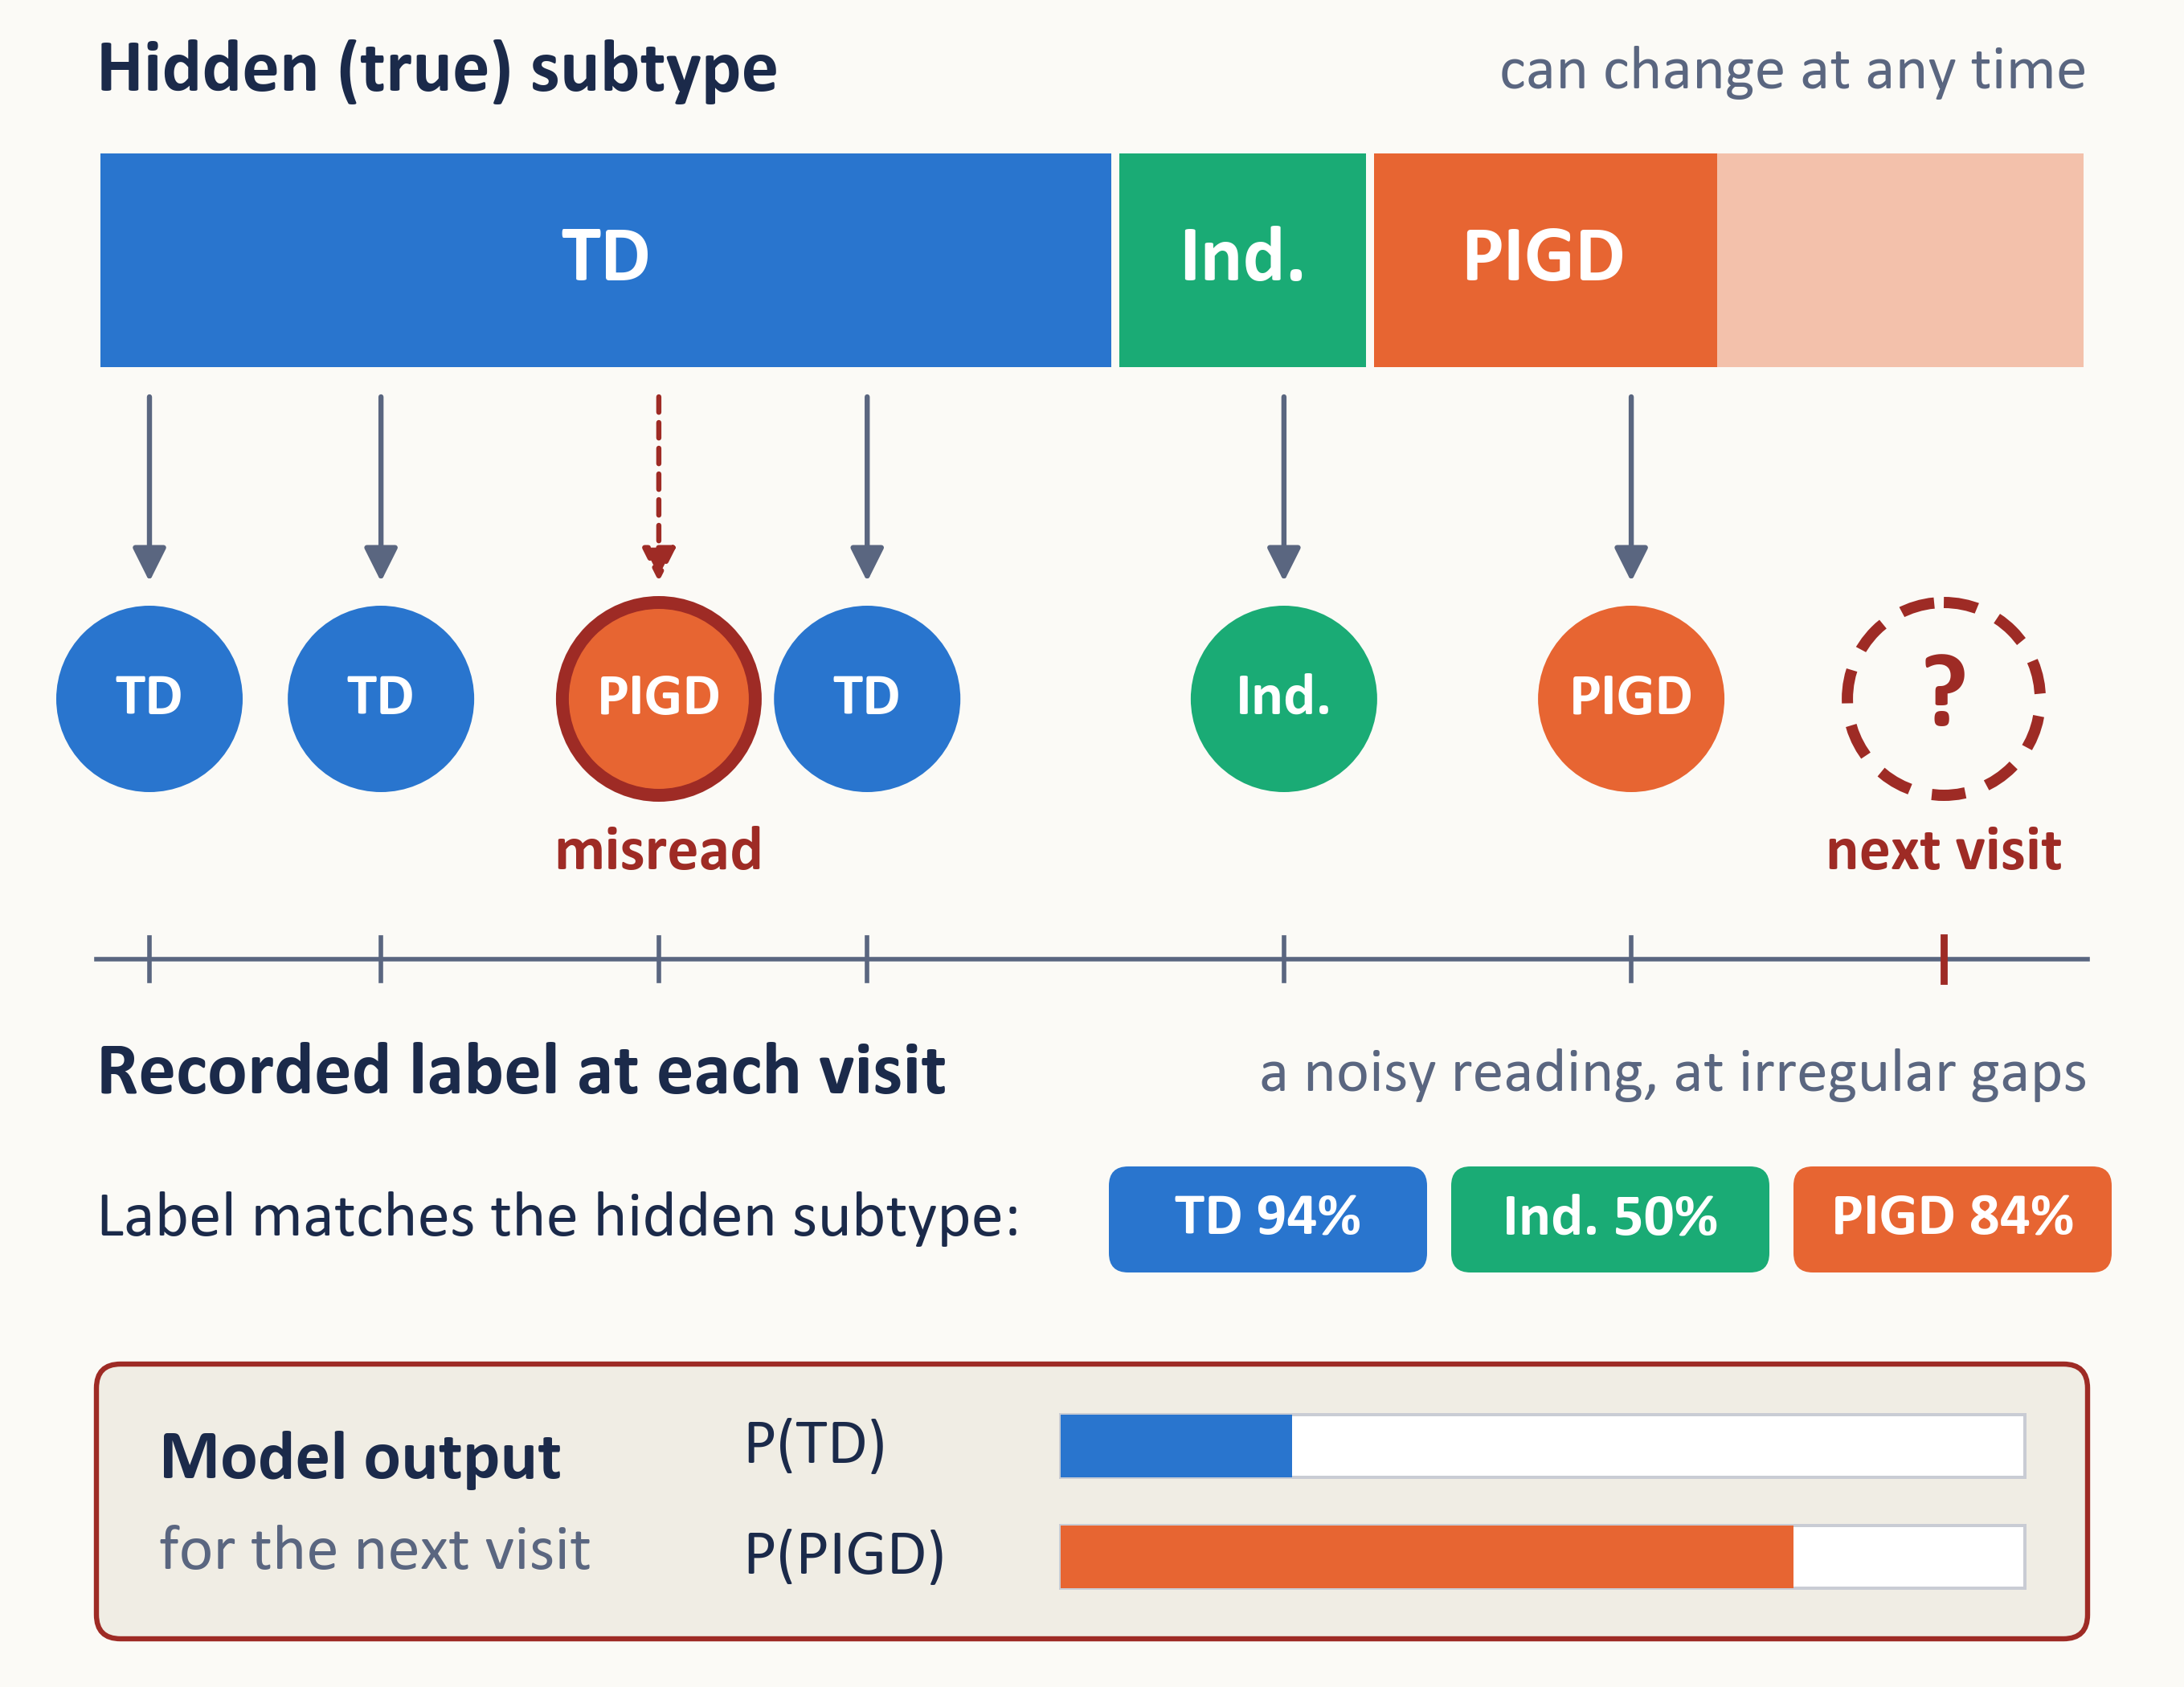 Hidden (true) subtype can change at any time
TD Ind. PIGD
TD TD PIGD TD Ind. PIGD ?
misread next visit
Recorded label at each visit a noisy reading, at irregular gaps
Label matches the hidden subtype: TD 94% Ind. 50% PIGD 84%
Model output P(TD)
for the next visit P(PIGD)